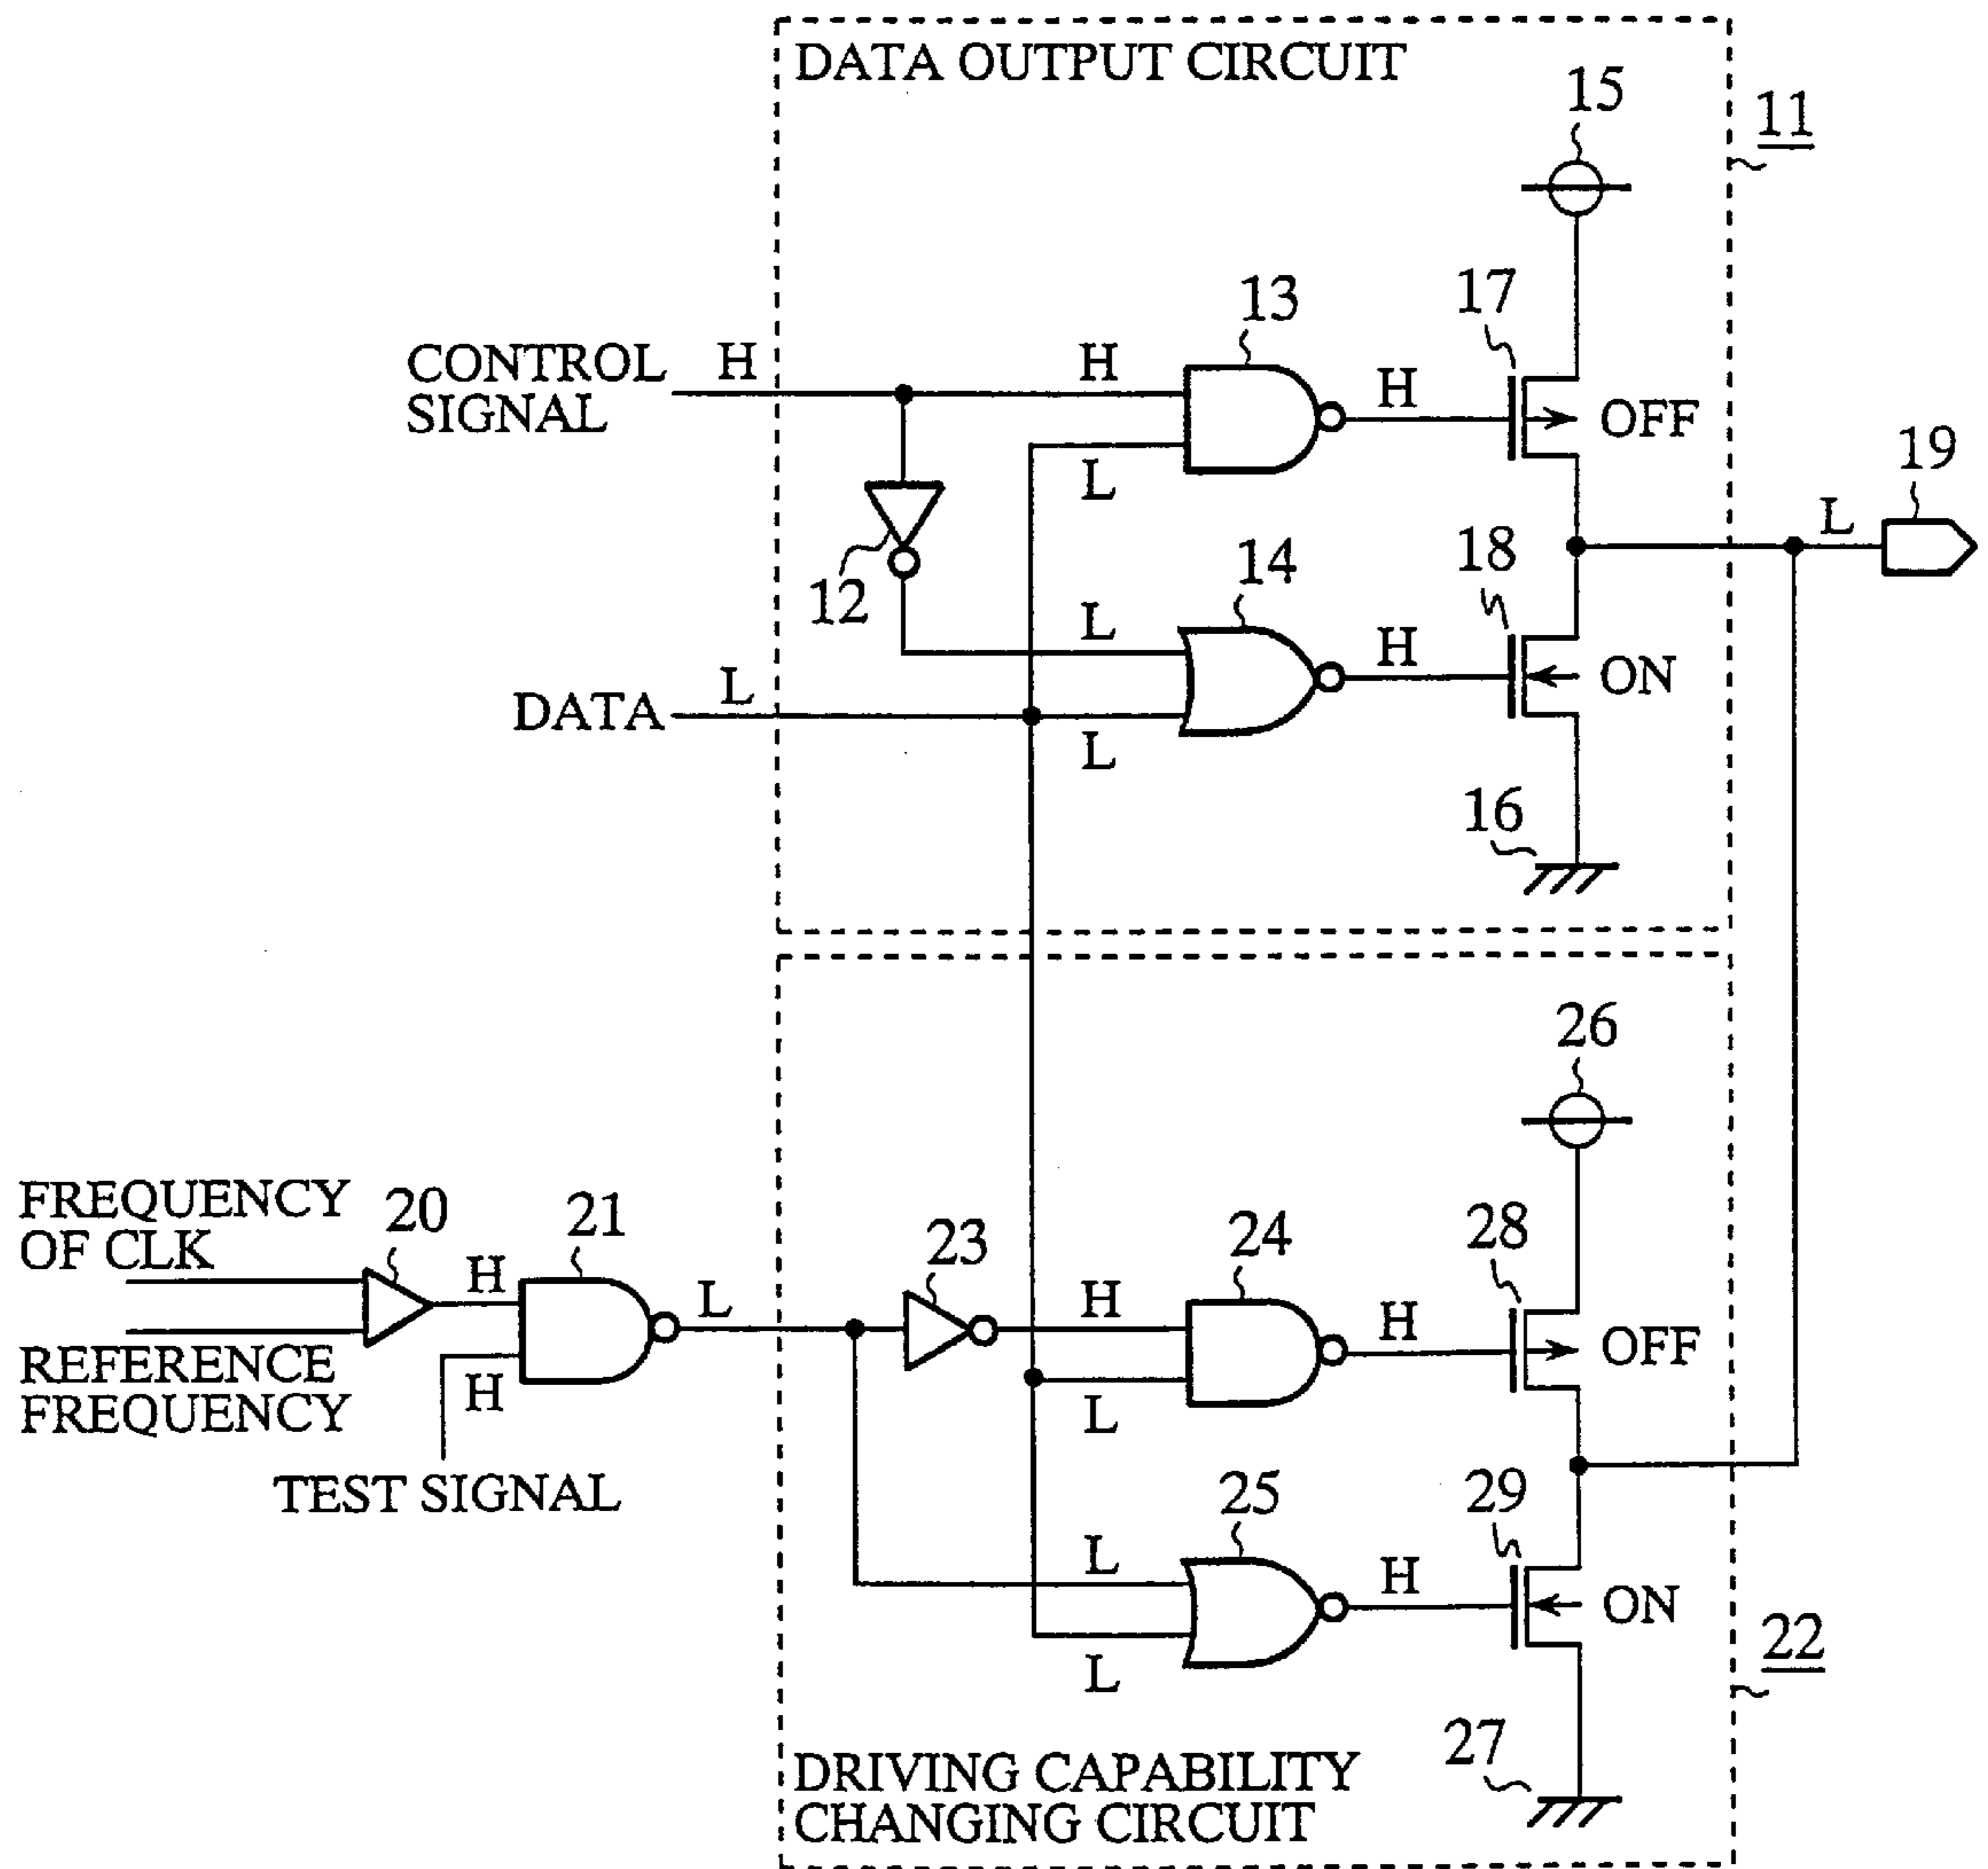 DATA OUTPUT CIRCUIT
15
11
17
13
CONTROL
SIGNAL
H
H
H
OFF
19
L
L
18
12
14
L
H
ON
DATA
L
L
16
26
FREQUENCY
OF CLK
20
21
23
24
28
H
L
H
H
OFF
REFERENCE
FREQUENCY
H
L
TEST SIGNAL
25
29
L
H
ON
L
22
27
DRIVING CAPABILITY
CHANGING CIRCUIT